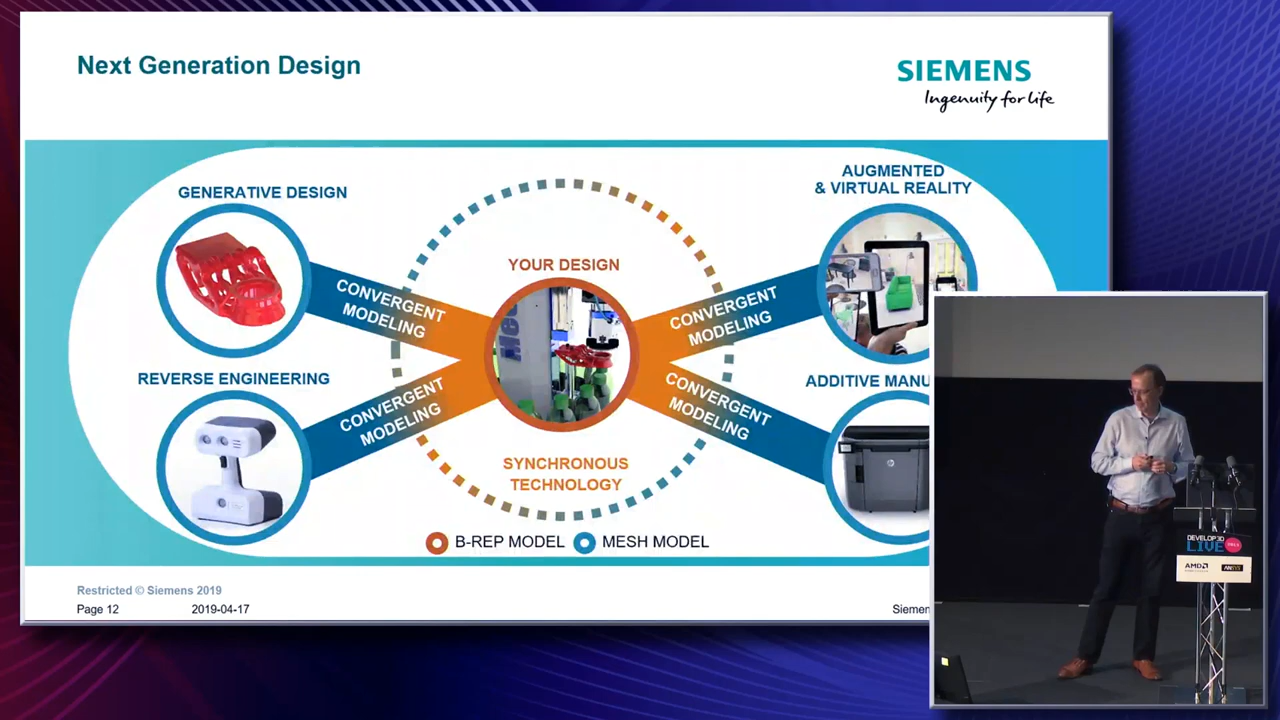 Next Generation Design
SIEMENS
Ingenuity for life
GENERATIVE DESIGN
AUGMENTED
& VIRTUAL REALITY
YOUR DESIGN
CONVERGENT
MODELING
CONVERGENT
MODELING
REVERSE ENGINEERING
ADDITIVE MANU
CONVERGENT
MODELING
CONVERGENT
MODELING
SYNCHRONOUS
TECHNOLOGY
B-REP MODEL
MESH MODEL
Restricted © Siemens 2019
Page 12
2019-04-17
Siemen
DEVELOP3D
LIVE
AMD
ANSYS